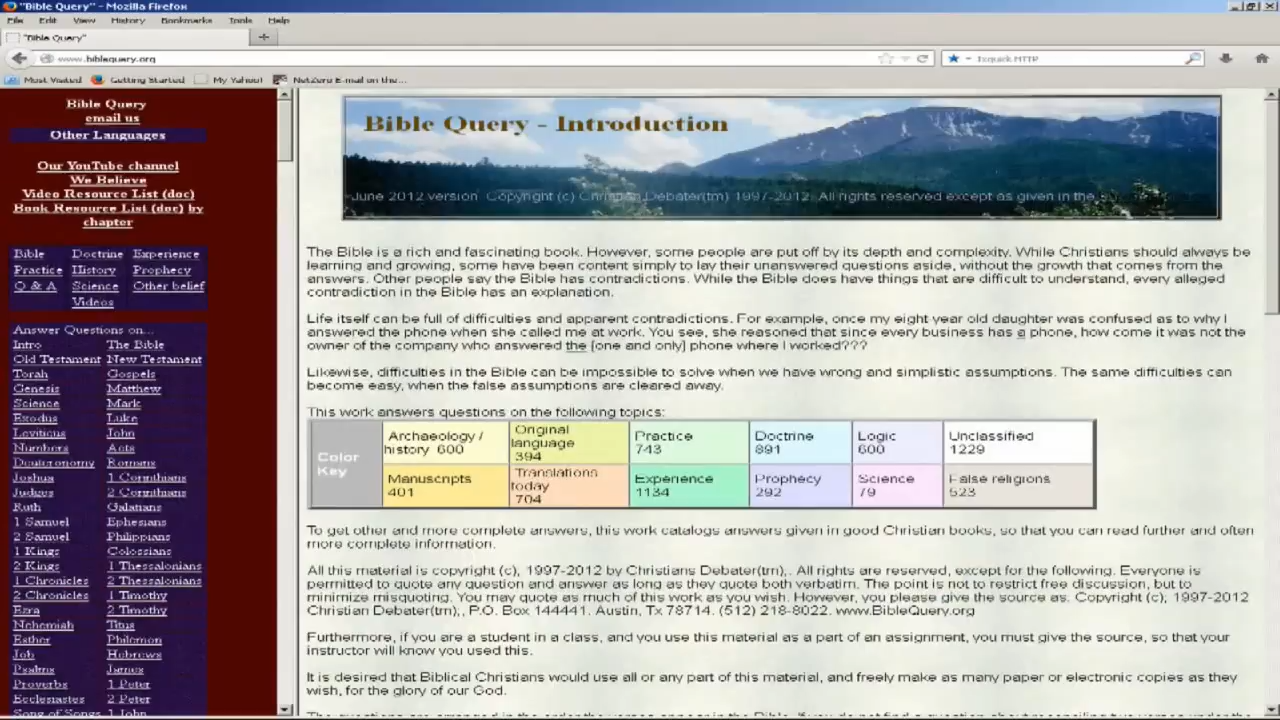 "Bible Query" - Mozilla Firefox
File Edit View History Bookmarks Tools Help
"Bible Query"
www.biblequery.org
Ixquick HTTP
Most Visited Getting Started My Yahoo! NetZero E-mail on the...
Bible Query
email us
Other Languages
Our YouTube channel
We Believe
Video Resource List (doc)
Book Resource List (doc) by
chapter
Bible Doctrine Experience
Practice History Prophecy
Q & A Science Other belief
Videos
Answer Questions on...
Intro The Bible
Old Testament New Testament
Torah Gospels
Genesis Matthew
Science Mark
Exodus Luke
Leviticus John
Numbers Acts
Deuteronomy Romans
Joshua 1 Corinthians
Judges 2 Corinthians
Ruth Galatians
1 Samuel Ephesians
2 Samuel Philippians
1 Kings Colossians
2 Kings 1 Thessalonians
1 Chronicles 2 Thessalonians
2 Chronicles 1 Timothy
Ezra 2 Timothy
Nehemiah Titus
Esther Philemon
Job Hebrews
Psalms James
Proverbs 1 Peter
Ecclesiastes 2 Peter
Song of Songs 1 John
Bible Query - Introduction
June 2012 version. Copyright (c) Christian Debater(tm) 1997-2012. All rights reserved except as given in the
The Bible is a rich and fascinating book. However, some people are put off by its depth and complexity. While Christians should always be
learning and growing, some have been content simply to lay their unanswered questions aside, without the growth that comes from the
answers. Other people say the Bible has contradictions. While the Bible does have things that are difficult to understand, every alleged
contradiction in the Bible has an explanation.
Life itself can be full of difficulties and apparent contradictions. For example, once my eight year old daughter was confused as to why I
answered the phone when she called me at work. You see, she reasoned that since every business has a phone, how come it was not the
owner of the company who answered the [one and only] phone where I worked???
Likewise, difficulties in the Bible can be impossible to solve when we have wrong and simplistic assumptions. The same difficulties can
become easy, when the false assumptions are cleared away.
This work answers questions on the following topics:
Color Key
Archaeology / history 600
Original language 394
Practice 743
Doctrine 891
Logic 600
Unclassified 1229
Manuscripts 401
Translations today 704
Experience 1134
Prophecy 292
Science 79
False religions 523
To get other and more complete answers, this work catalogs answers given in good Christian books, so that you can read further and often
more complete information.
All this material is copyright (c), 1997-2012 by Christians Debater(tm),. All rights are reserved, except for the following. Everyone is
permitted to quote any question and answer as long as they quote both verbatim. The point is not to restrict free discussion, but to
minimize misquoting. You may quote as much of this work as you wish. However, you please give the source as: Copyright (c), 1997-2012
Christian Debater(tm),, P.O. Box 144441. Austin, Tx 78714. (512) 218-8022. www.BibleQuery.org
Furthermore, if you are a student in a class, and you use this material as a part of an assignment, you must give the source, so that your
instructor will know you used this.
It is desired that Biblical Christians would use all or any part of this material, and freely make as many paper or electronic copies as they
wish, for the glory of our God.